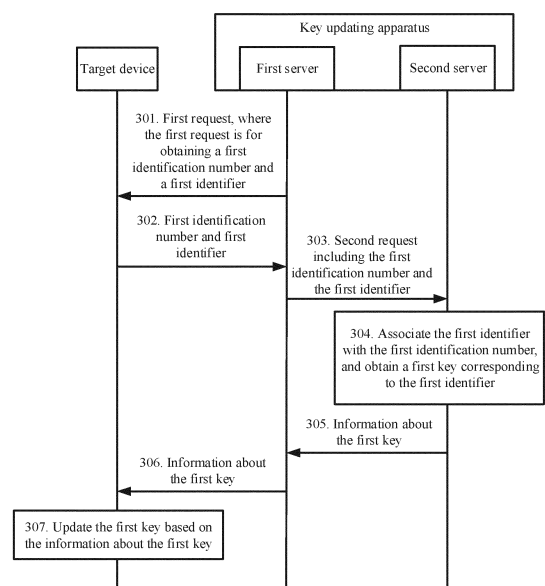 Key updating apparatus
Target device
First server
Second server
301. First request, where
the first request is for
obtaining a first
identification number and
a first identifier
302. First identification
number and first
identifier
303. Second request
including the first
identification number and
the first identifier
304. Associate the first identifier
with the first identification number,
and obtain a first key corresponding
to the first identifier
305. Information about
the first key
306. Information about
the first key
307. Update the first key based on
the information about the first key